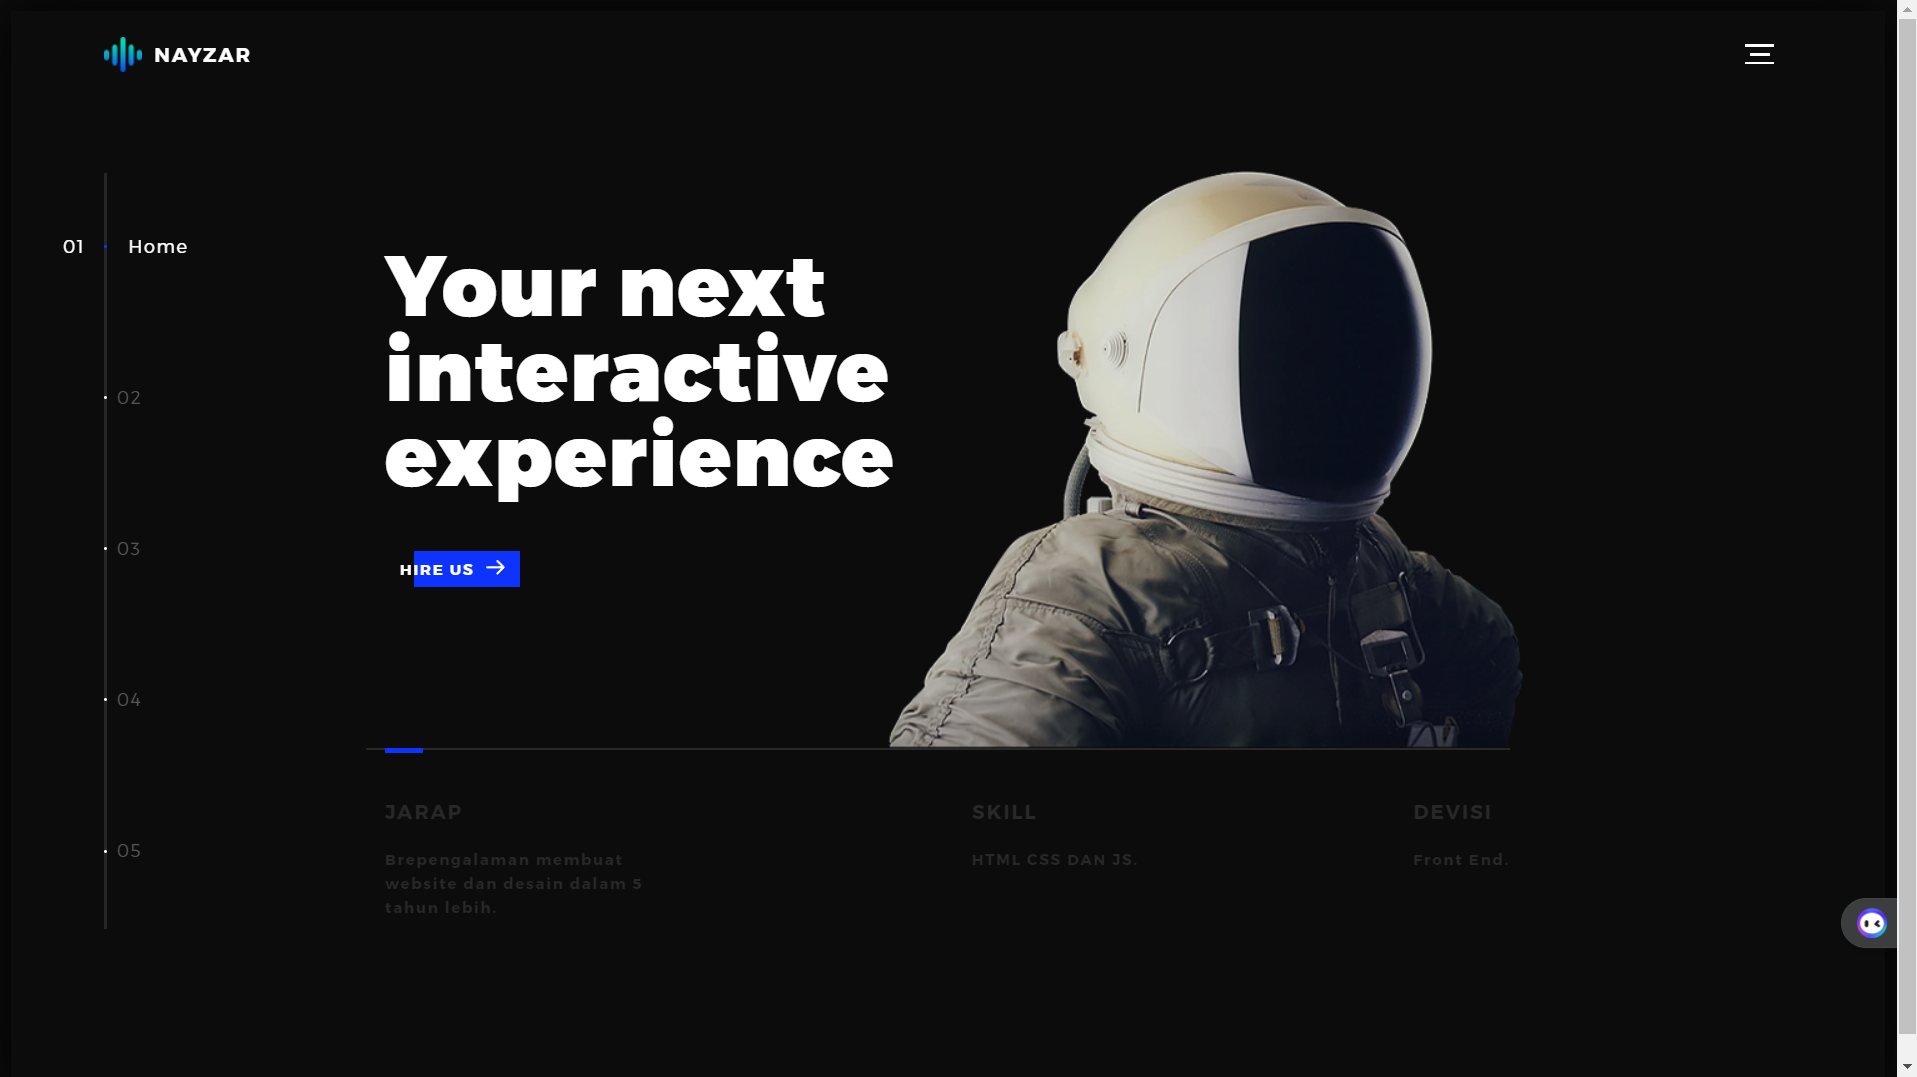 NAYZAR
01 Home
Your next
interactive
experience
02
03
HIRE US
04
JARAP
SKILL
DEVISI
05
Brepengalaman membuat
website dan desain dalam 5
tahun lebih.
HTML CSS DAN JS.
Front End.